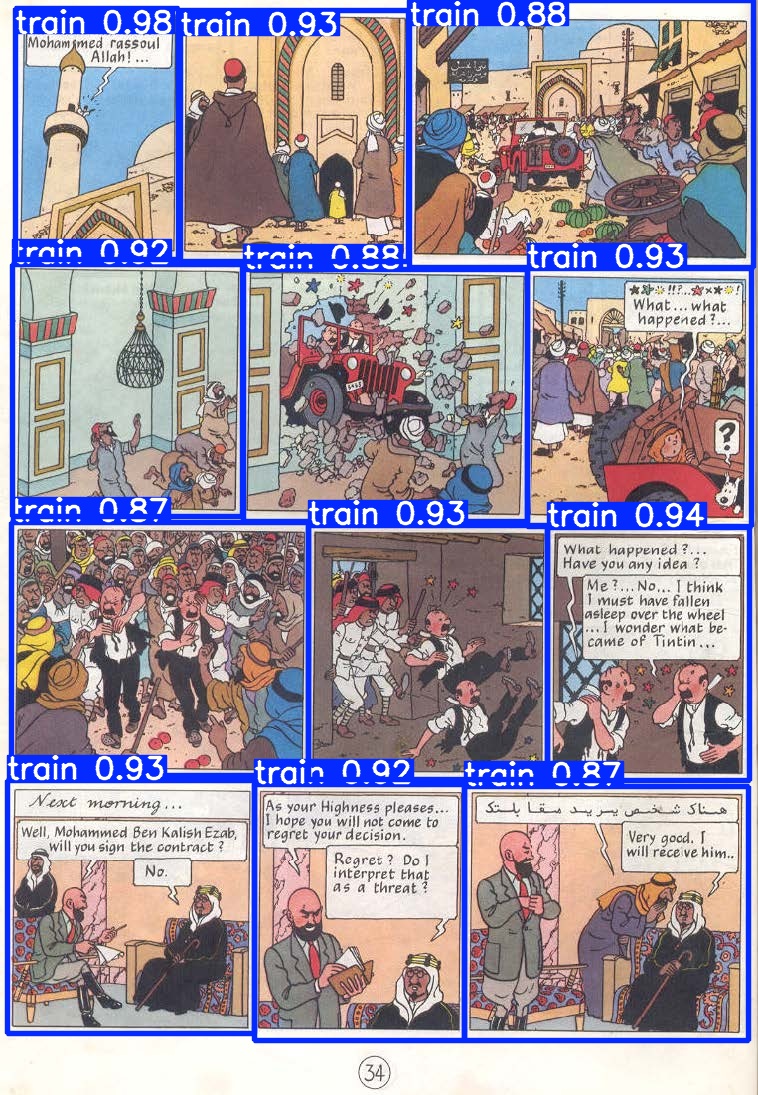 train 0.98
Mohammed rassoul
Allah!...
train 0.93
train 0.88
train 0.92
train 0.88
train 0.93
!!?...
What...what
happened?...
?
train 0.87
train 0.93
train 0.94
What happened?...
Have you any idea?
Me?...No...I think
I must have fallen
asleep over the wheel
...I wonder what be-
came of Tintin...
train 0.93
Next morning...
Well, Mohammed Ben Kalish Ezab,
will you sign the contract?
No.
train 0.92
As your Highness pleases...
I hope you will not come to
regret your decision.
Regret? Do I
interpret that
as a threat?
train 0.87
هناك شخص يريد مقابلتك
Very good. I
will receive him..
34